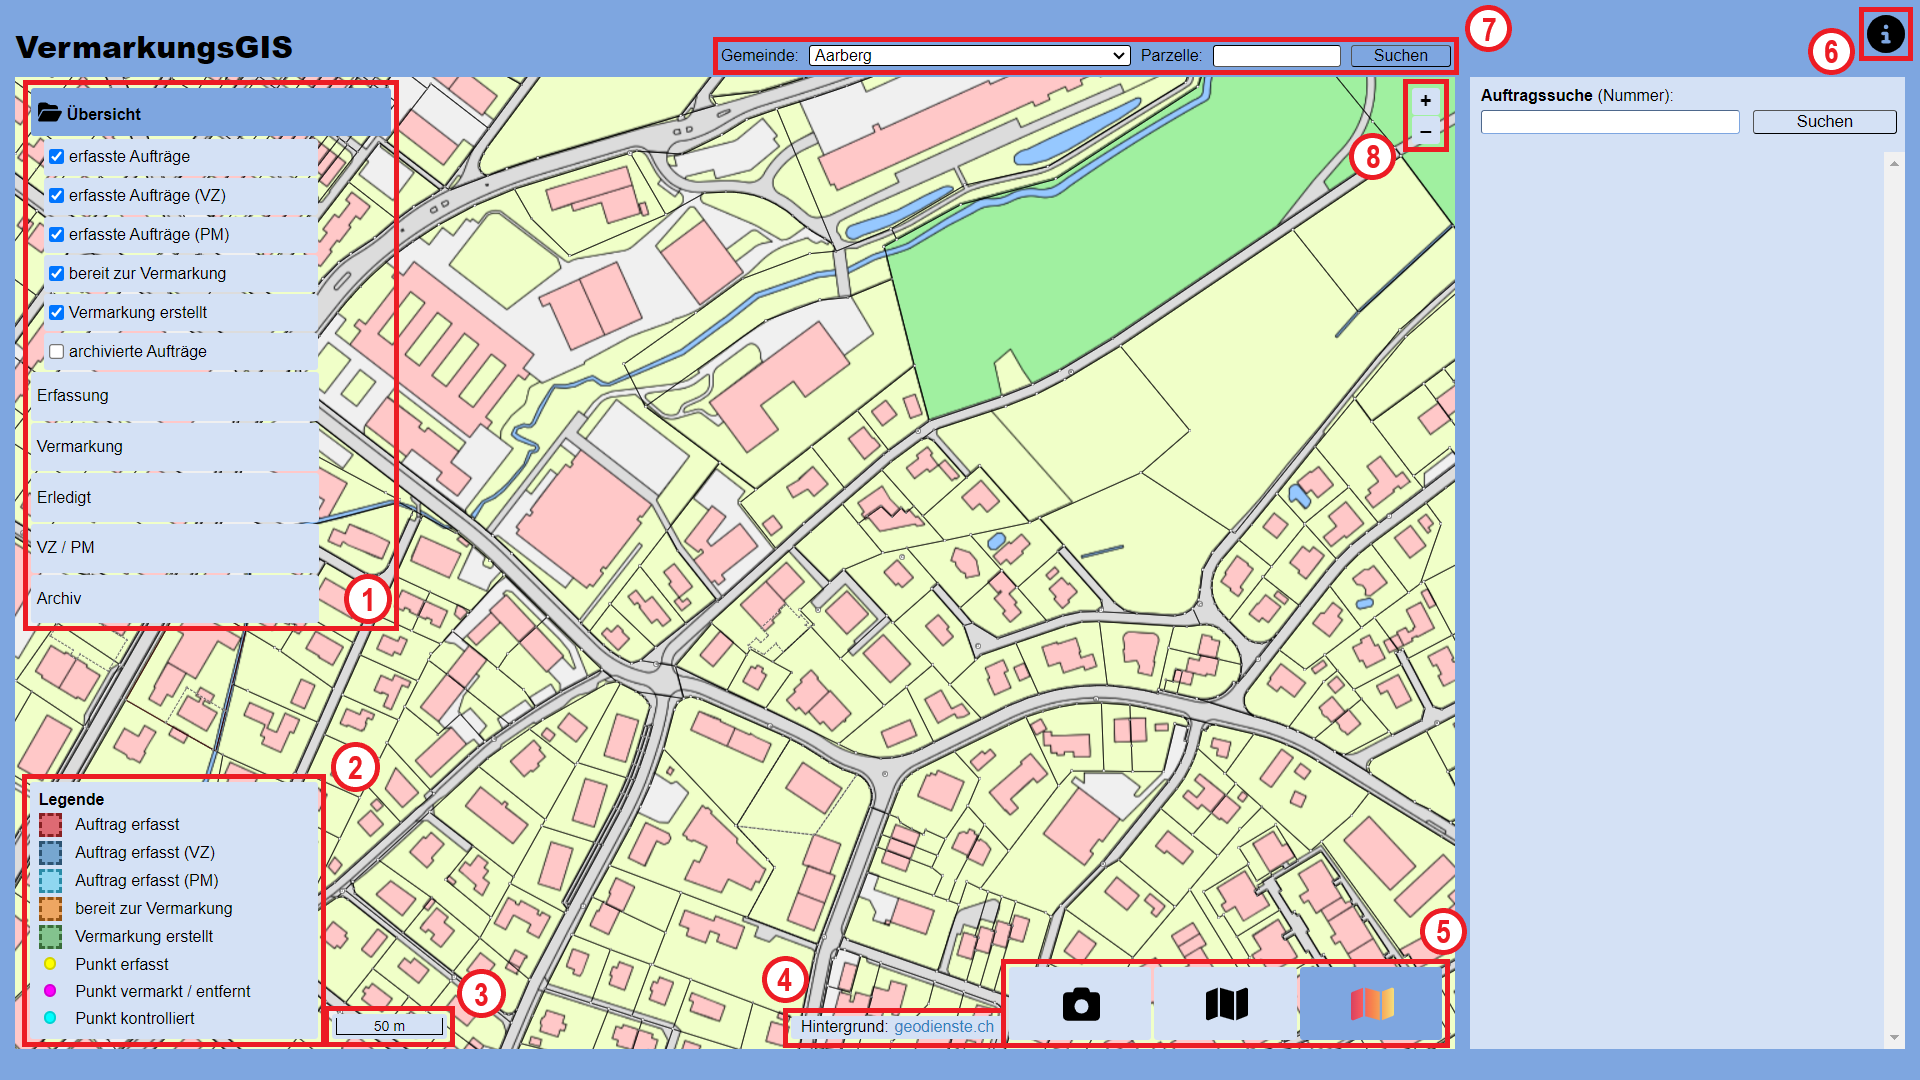 VermarkungsGIS
Gemeinde: Aarberg Parzelle: Suchen
7
6
Übersicht
erfasste Aufträge
erfasste Aufträge (VZ)
erfasste Aufträge (PM)
bereit zur Vermarkung
Vermarkung erstellt
archivierte Aufträge
Erfassung
Vermarkung
Erledigt
VZ / PM
Archiv
1
+
−
8
Auftragssuche (Nummer):
Suchen
2
Legende
Auftrag erfasst
Auftrag erfasst (VZ)
Auftrag erfasst (PM)
bereit zur Vermarkung
Vermarkung erstellt
Punkt erfasst
Punkt vermarkt / entfernt
Punkt kontrolliert
3
50 m
4
Hintergrund: geodienste.ch
5